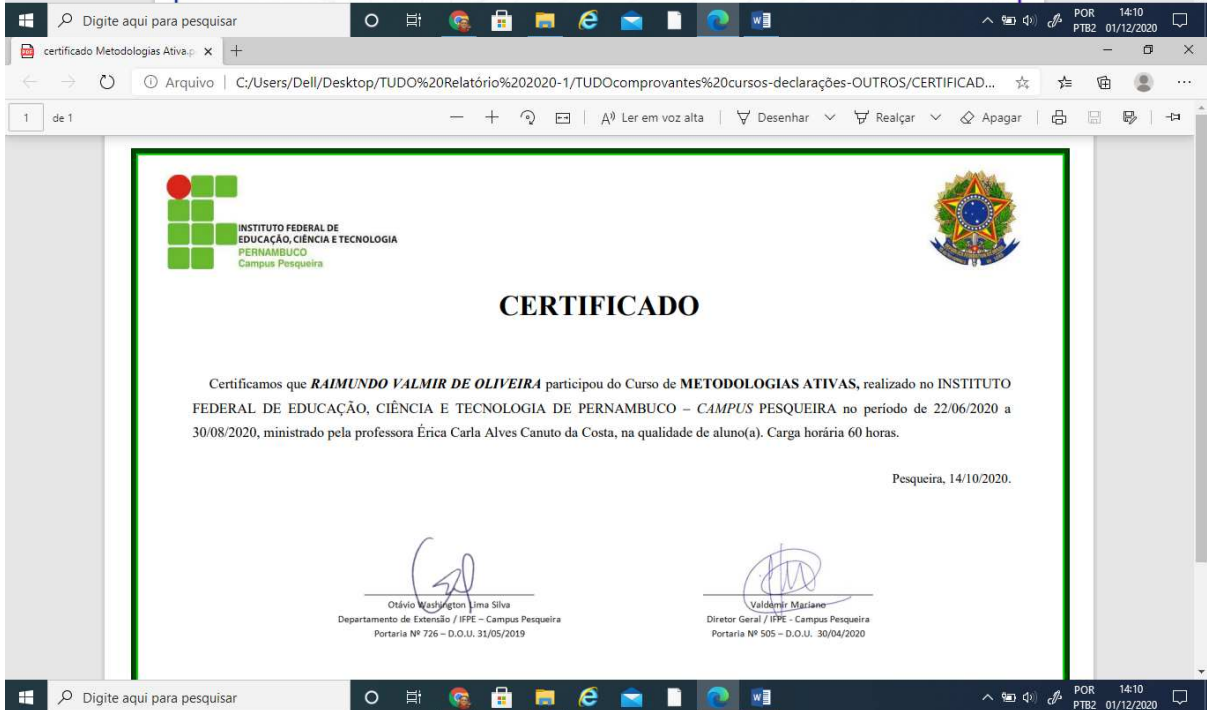 Digite aqui para pesquisar
POR 14:10
PTB2 01/12/2020
certificado Metodologias Ativa.p
Arquivo | C:/Users/Dell/Desktop/TUDO%20Relatório%202020-1/TUDOcomprovantes%20cursos-declarações-OUTROS/CERTIFICAD...
1 de 1 Ler em voz alta Desenhar Realçar Apagar
INSTITUTO FEDERAL DE
EDUCAÇÃO, CIÊNCIA E TECNOLOGIA
PERNAMBUCO
Campus Pesqueira
CERTIFICADO
Certificamos que RAIMUNDO VALMIR DE OLIVEIRA participou do Curso de METODOLOGIAS ATIVAS, realizado no INSTITUTO
FEDERAL DE EDUCAÇÃO, CIÊNCIA E TECNOLOGIA DE PERNAMBUCO – CAMPUS PESQUEIRA no período de 22/06/2020 a
30/08/2020, ministrado pela professora Érica Carla Alves Canuto da Costa, na qualidade de aluno(a). Carga horária 60 horas.
Pesqueira, 14/10/2020.
Otávio Washington Lima Silva
Departamento de Extensão / IFPE – Campus Pesqueira
Portaria Nº 726 – D.O.U. 31/05/2019
Valdemir Mariano
Diretor Geral / IFPE - Campus Pesqueira
Portaria Nº 505 – D.O.U. 30/04/2020
Digite aqui para pesquisar
POR 14:10
PTB2 01/12/2020